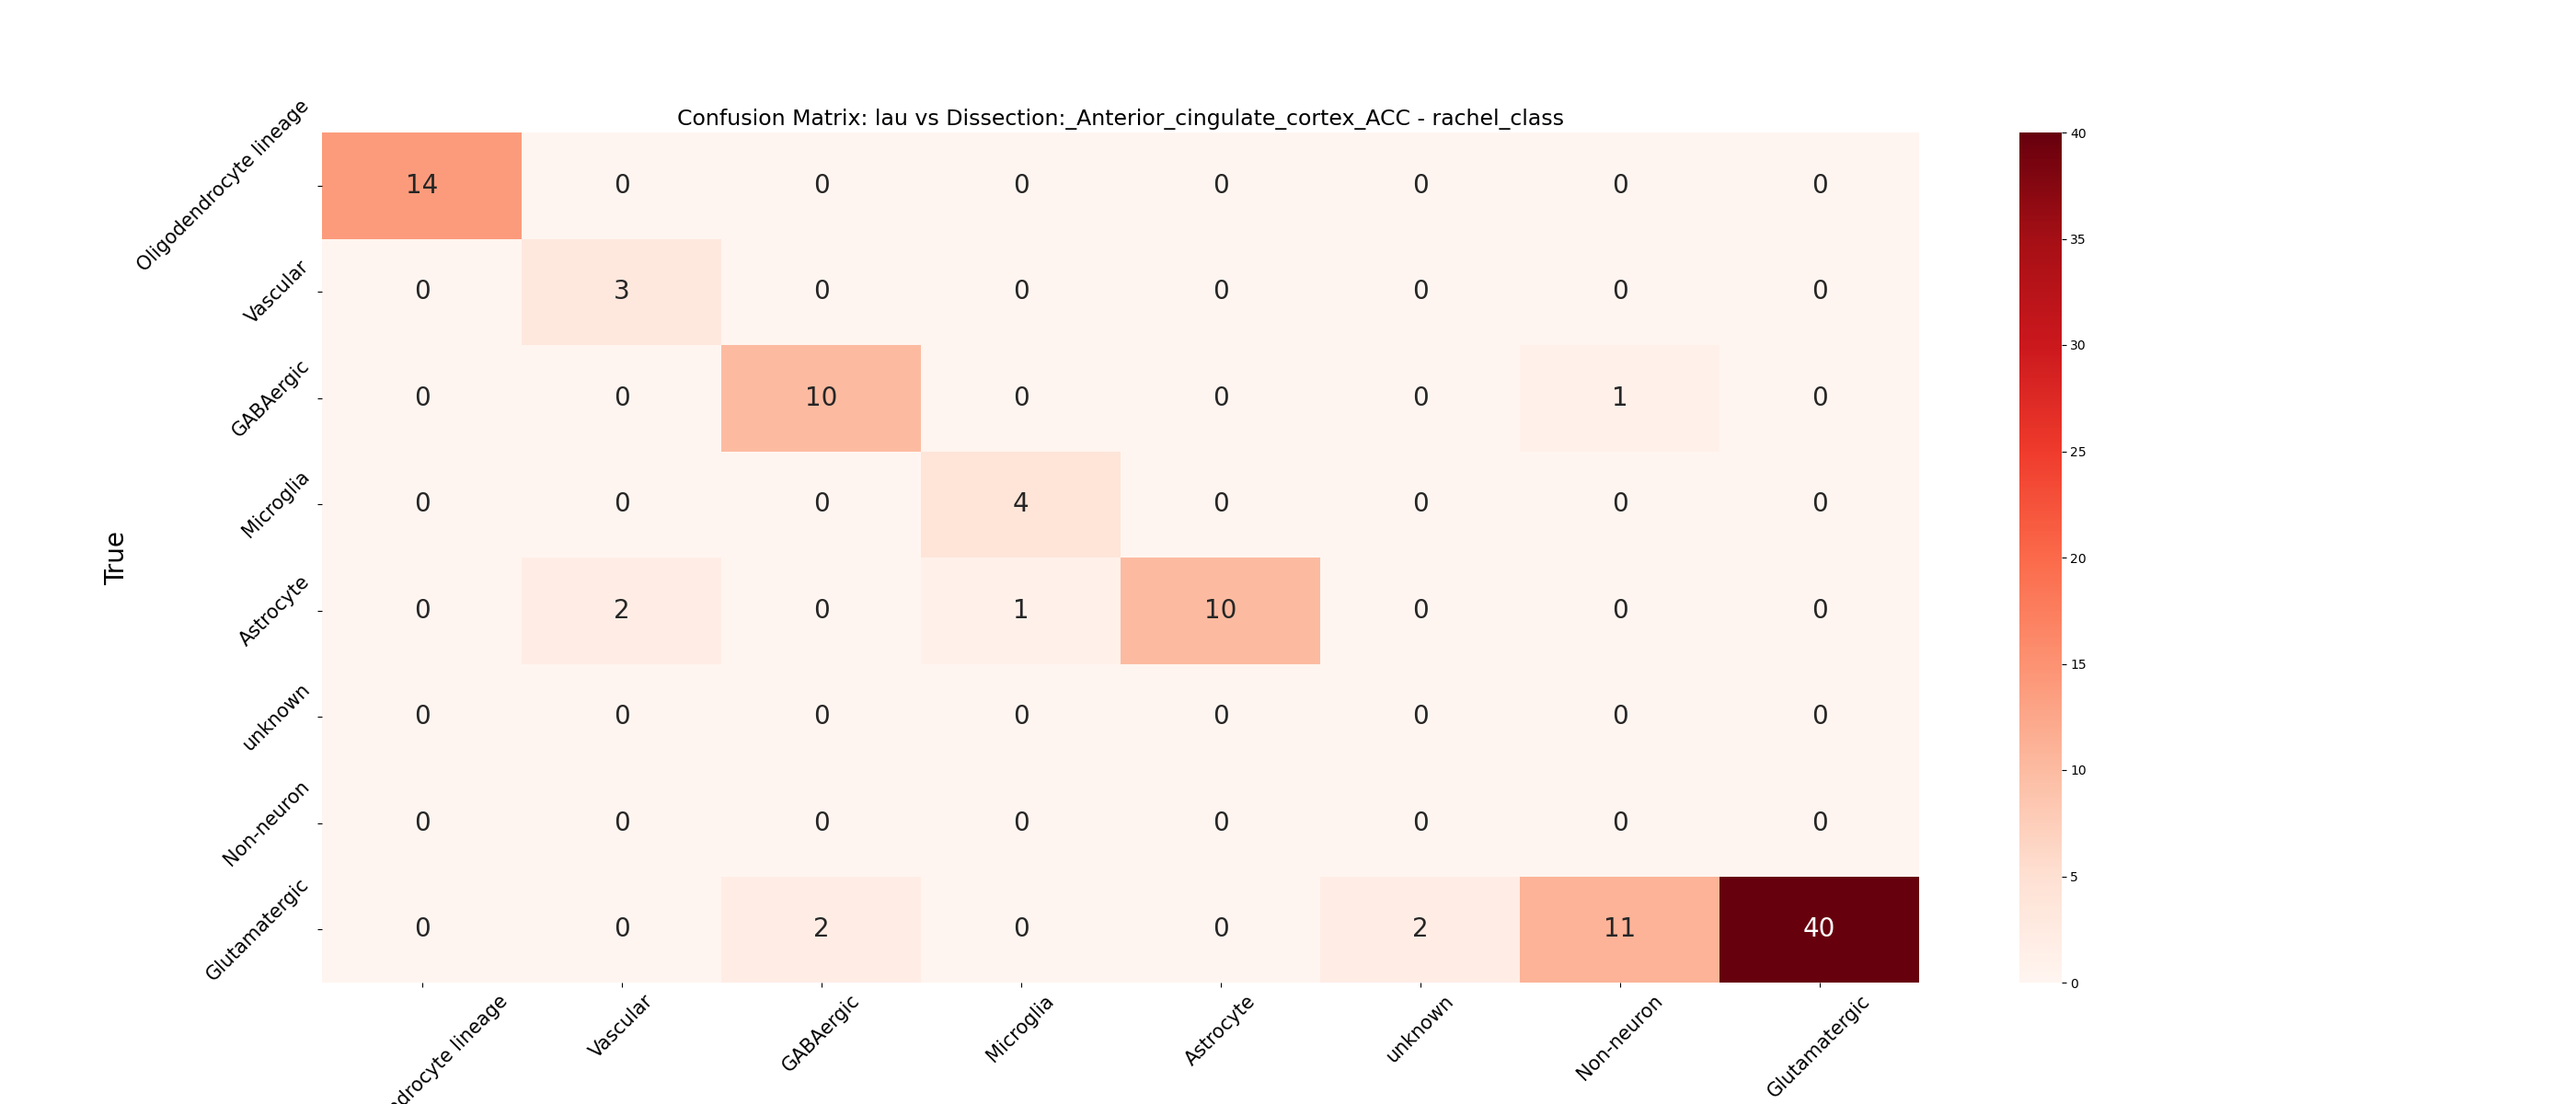 Confusion Matrix: lau vs Dissection:_Anterior_cingulate_cortex_ACC - rachel_class
True
Oligodendrocyte lineage 14 0 0 0 0 0 0 0
Vascular 0 3 0 0 0 0 0 0
GABAergic 0 0 10 0 0 0 1 0
Microglia 0 0 0 4 0 0 0 0
Astrocyte 0 2 0 1 10 0 0 0
unknown 0 0 0 0 0 0 0 0
Non-neuron 0 0 0 0 0 0 0 0
Glutamatergic 0 0 2 0 0 2 11 40
lineage Vascular GABAergic Microglia Astrocyte unknown Non-neuron Glutamatergic
40
35
30
25
20
15
10
5
0